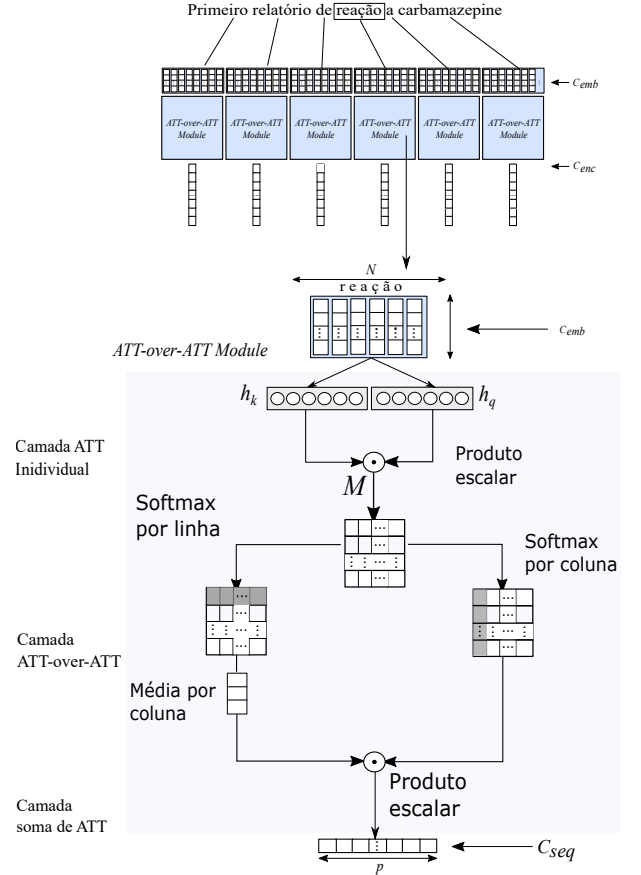 Primeiro relatório de reação a carbamazepine
C_emb
ATT-over-ATT Module
ATT-over-ATT Module
ATT-over-ATT Module
ATT-over-ATT Module
ATT-over-ATT Module
ATT-over-ATT Module
C_enc
N
r e a ç ã o
C_emb
ATT-over-ATT Module
h_k
h_q
Camada ATT
Inidividual
Produto
escalar
M
Softmax
por linha
Softmax
por coluna
Camada
ATT-over-ATT
Média por
coluna
Produto
escalar
Camada
soma de ATT
C_seq
p